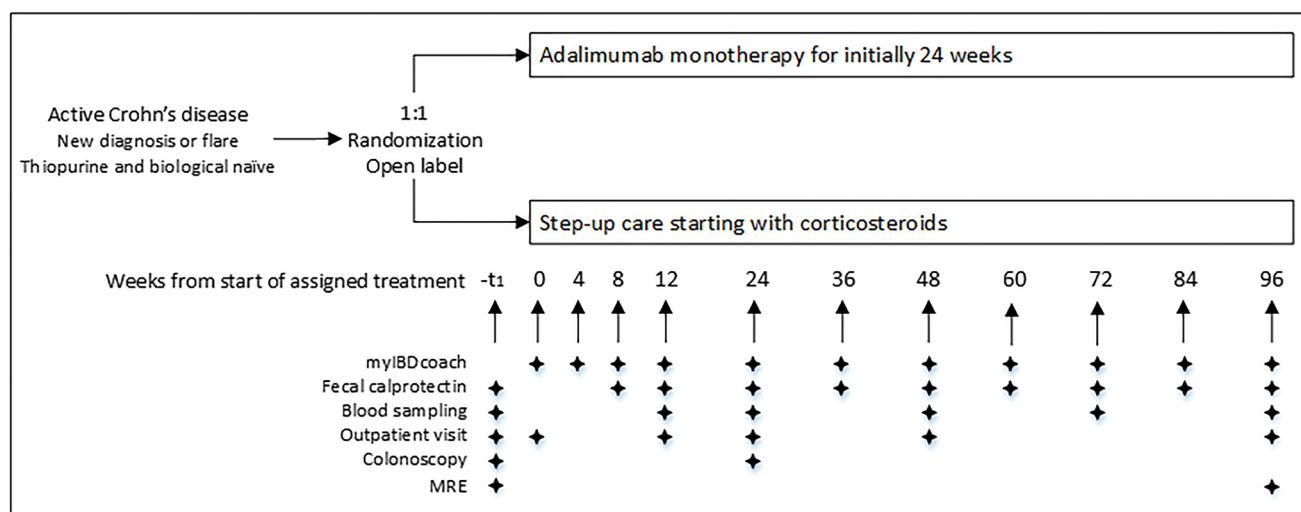 Adalimumab monotherapy for initially 24 weeks
Active Crohn's disease
New diagnosis or flare
Thiopurine and biological naïve
1:1
Randomization
Open label
Step-up care starting with corticosteroids
Weeks from start of assigned treatment -t1 0 4 8 12 24 36 48 60 72 84 96
myIBDcoach
Fecal calprotectin
Blood sampling
Outpatient visit
Colonoscopy
MRE